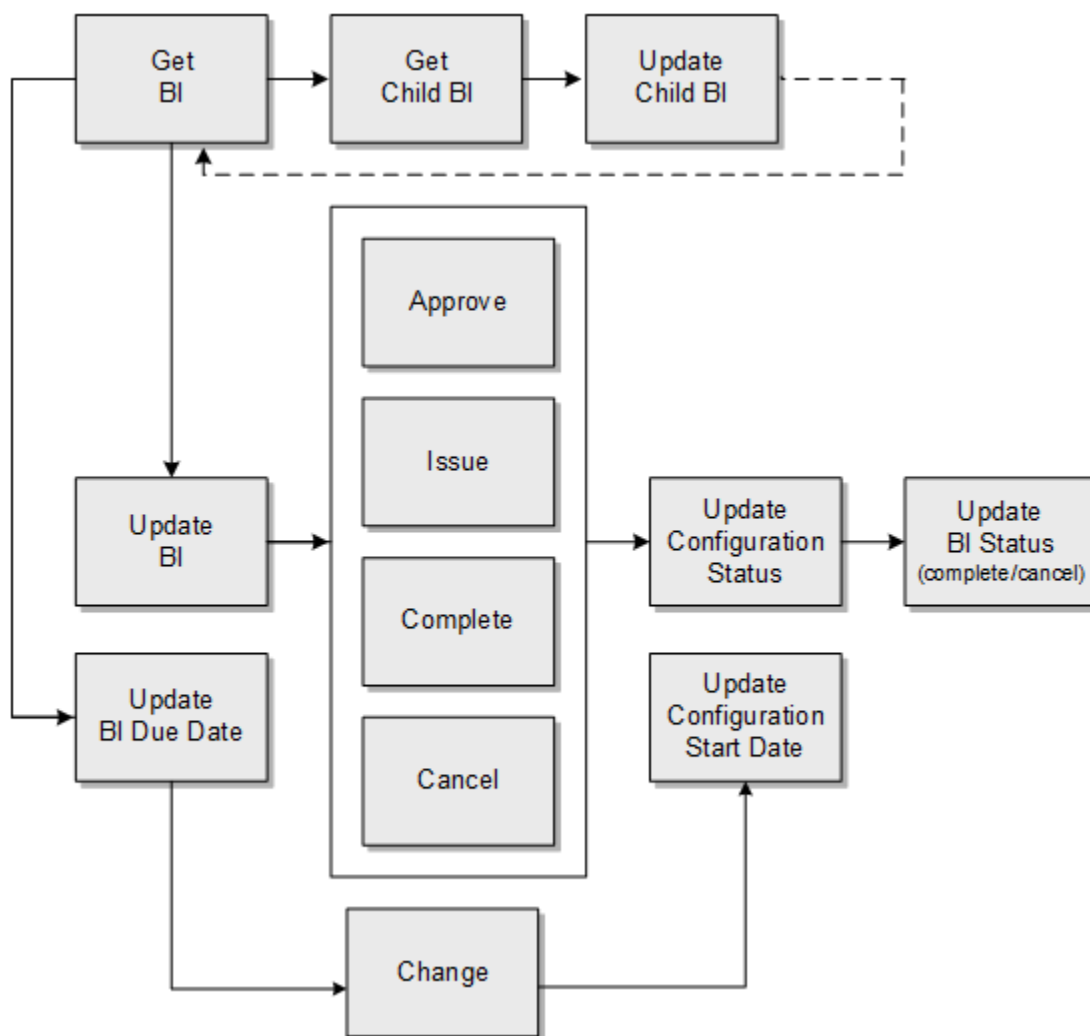 Get
BI
Get
Child BI
Update
Child BI
Approve
Issue
Update
BI
Update
Configuration
Status
Update
BI Status
(complete/cancel)
Complete
Update
BI Due Date
Update
Configuration
Start Date
Cancel
Change